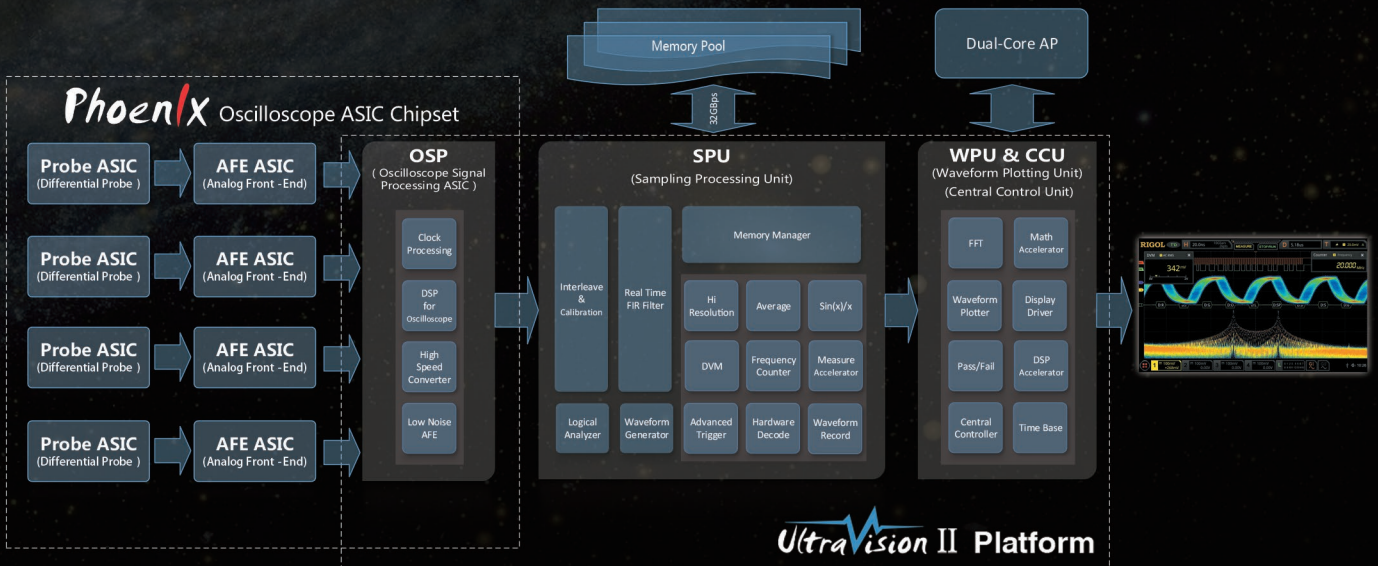 Memory Pool
Dual-Core AP
32GBps
Phoenix Oscilloscope ASIC Chipset
Probe ASIC
(Differential Probe )
AFE ASIC
(Analog Front -End)
Probe ASIC
(Differential Probe )
AFE ASIC
(Analog Front -End)
Probe ASIC
(Differential Probe )
AFE ASIC
(Analog Front -End)
Probe ASIC
(Differential Probe )
AFE ASIC
(Analog Front -End)
OSP
( Oscilloscope Signal
Processing ASIC )
Clock
Processing
DSP
for
Oscilloscope
High
Speed
Converter
Low Noise
AFE
SPU
(Sampling Processing Unit)
Interleave
&
Calibration
Real Time
FIR Filter
Memory Manager
Hi
Resolution
Average
Sin(x)/x
DVM
Frequency
Counter
Measure
Accelerator
Logical
Analyzer
Waveform
Generator
Advanced
Trigger
Hardware
Decode
Waveform
Record
WPU & CCU
(Waveform Plotting Unit)
(Central Control Unit)
FFT
Math
Accelerator
Waveform
Plotter
Display
Driver
Pass/Fail
DSP
Accelerator
Central
Controller
Time Base
RIGOL
H
MEASURE
D
T
Counter
342
20.000
UltraVision II Platform